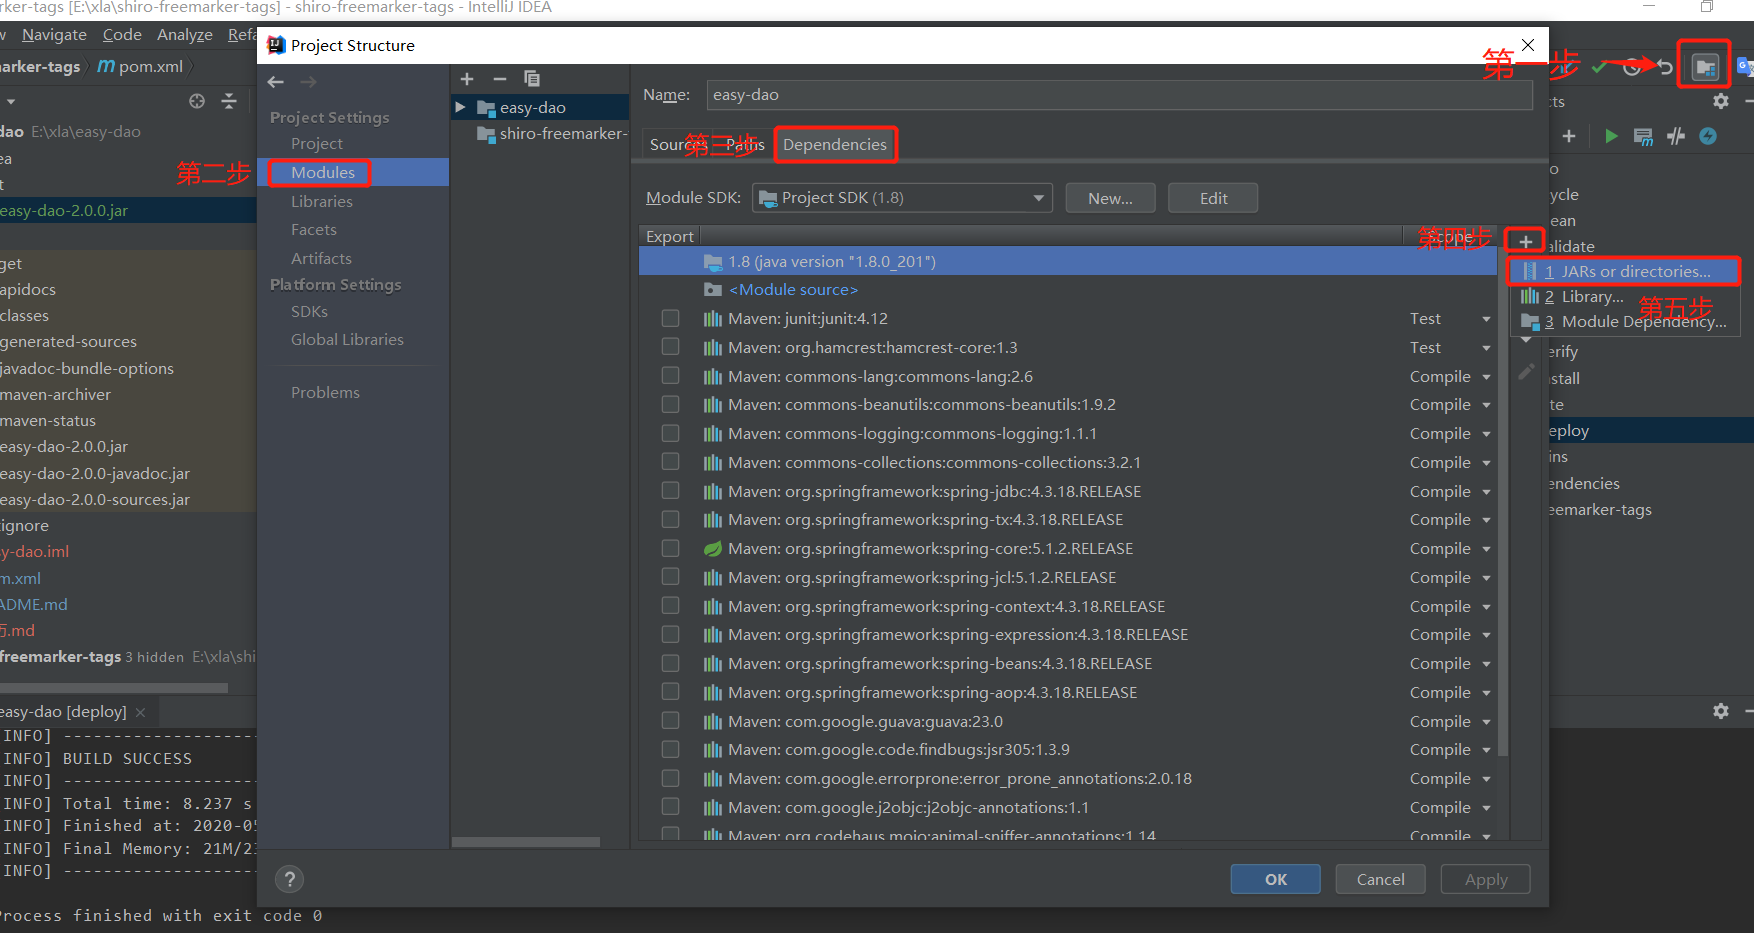 rker-tags [E:\xla\shiro-freemarker-tags] - shiro-freemarker-tags - IntelliJ IDEA
w Navigate Code Analyze Refa
arker-tags m pom.xml
dao E:\xla\easy-dao
ea
t
easy-dao-2.0.0.jar
get
apidocs
classes
generated-sources
javadoc-bundle-options
maven-archiver
maven-status
easy-dao-2.0.0.jar
easy-dao-2.0.0-javadoc.jar
easy-dao-2.0.0-sources.jar
tignore
sy-dao.iml
m.xml
ADME.md
历.md
freemarker-tags 3 hidden E:\xla\shi
easy-dao [deploy]
INFO] ---------------------
INFO] BUILD SUCCESS
INFO] ---------------------
INFO] Total time: 8.237 s
INFO] Finished at: 2020-05
INFO] Final Memory: 21M/23
INFO] ---------------------
Process finished with exit code 0
Project Structure
Project Settings
Project
第二步
Modules
Libraries
Facets
Artifacts
Platform Settings
SDKs
Global Libraries
Problems
easy-dao
shiro-freemarker-
Name: easy-dao
Sources Paths Dependencies
第三步
Module SDK: Project SDK (1.8) New... Edit
Export Scope
第四步
1.8 (java version "1.8.0_201")
<Module source>
Maven: junit:junit:4.12 Test
Maven: org.hamcrest:hamcrest-core:1.3 Test
Maven: commons-lang:commons-lang:2.6 Compile
Maven: commons-beanutils:commons-beanutils:1.9.2 Compile
Maven: commons-logging:commons-logging:1.1.1 Compile
Maven: commons-collections:commons-collections:3.2.1 Compile
Maven: org.springframework:spring-jdbc:4.3.18.RELEASE Compile
Maven: org.springframework:spring-tx:4.3.18.RELEASE Compile
Maven: org.springframework:spring-core:5.1.2.RELEASE Compile
Maven: org.springframework:spring-jcl:5.1.2.RELEASE Compile
Maven: org.springframework:spring-context:4.3.18.RELEASE Compile
Maven: org.springframework:spring-expression:4.3.18.RELEASE Compile
Maven: org.springframework:spring-beans:4.3.18.RELEASE Compile
Maven: org.springframework:spring-aop:4.3.18.RELEASE Compile
Maven: com.google.guava:guava:23.0 Compile
Maven: com.google.code.findbugs:jsr305:1.3.9 Compile
Maven: com.google.errorprone:error_prone_annotations:2.0.18 Compile
Maven: com.google.j2objc:j2objc-annotations:1.1 Compile
Maven: org.codehaus.mojo:animal-sniffer-annotations:1.14 Compile
OK Cancel Apply
第一步
cts
o
ycle
ean
alidate
1 JARs or directories...
2 Library...
第五步
3 Module Dependency...
erify
stall
te
eploy
ins
endencies
eemarker-tags